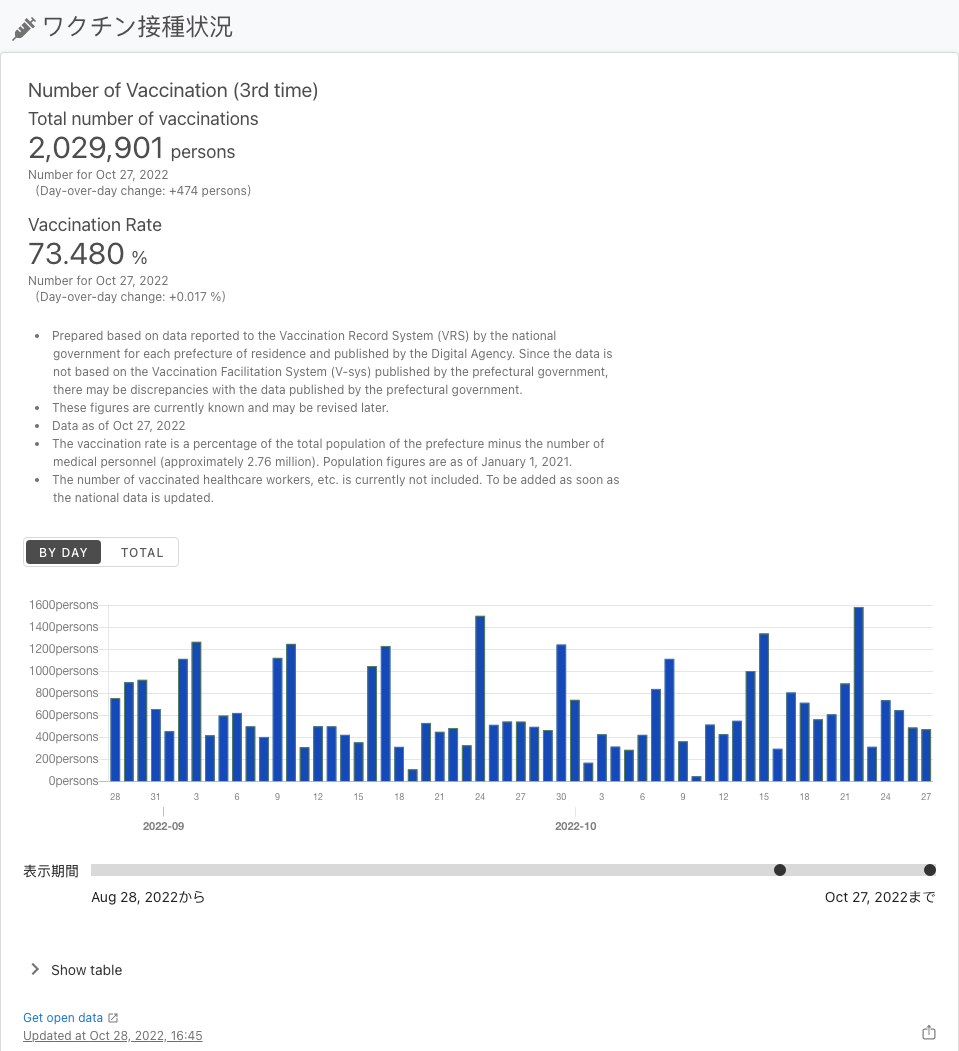 ワクチン接種状況
Number of Vaccination (3rd time)
Total number of vaccinations
2,029,901 persons
Number for Oct 27, 2022
(Day-over-day change: +474 persons)
Vaccination Rate
73.480 %
Number for Oct 27, 2022
(Day-over-day change: +0.017 %)
• Prepared based on data reported to the Vaccination Record System (VRS) by the national
government for each prefecture of residence and published by the Digital Agency. Since the data is
not based on the Vaccination Facilitation System (V-sys) published by the prefectural government,
there may be discrepancies with the data published by the prefectural government.
• These figures are currently known and may be revised later.
• Data as of Oct 27, 2022
• The vaccination rate is a percentage of the total population of the prefecture minus the number of
medical personnel (approximately 2.76 million). Population figures are as of January 1, 2021.
• The number of vaccinated healthcare workers, etc. is currently not included. To be added as soon as
the national data is updated.
BY DAY TOTAL
1600persons
1400persons
1200persons
1000persons
800persons
600persons
400persons
200persons
0persons
28 31 3 6 9 12 15 18 21 24 27 30 3 6 9 12 15 18 21 24 27
2022-09 2022-10
表示期間
Aug 28, 2022から Oct 27, 2022まで
Show table
Get open data
Updated at Oct 28, 2022, 16:45